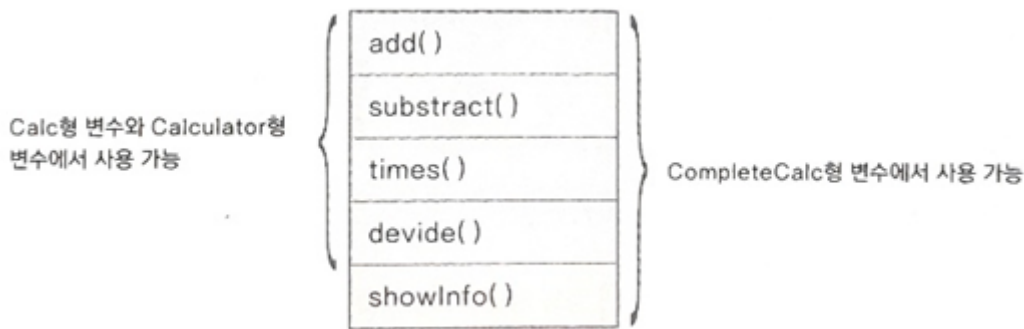 add( )
substract( )
Calc형 변수와 Calculator형
변수에서 사용 가능
times( )
CompleteCalc형 변수에서 사용 가능
devide( )
showInfo( )